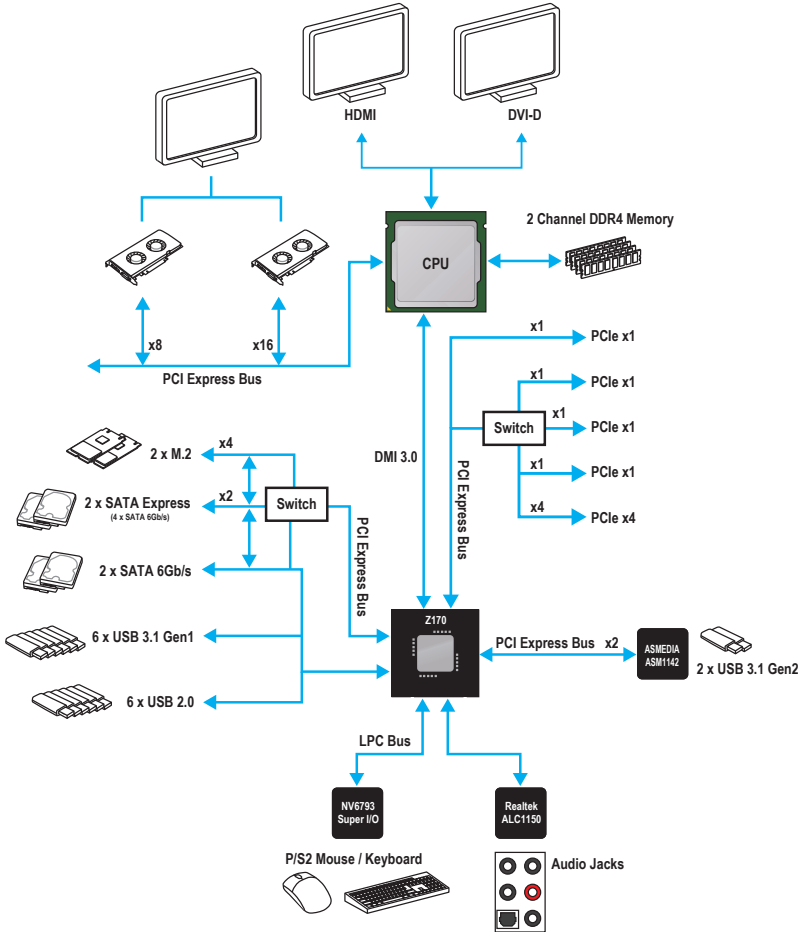 HDMI
DVI-D
2 Channel DDR4 Memory
CPU
x8
x16
PCI Express Bus
x1
PCIe x1
x1
PCIe x1
Switch
x1
PCIe x1
x1
PCIe x1
x4
PCIe x4
DMI 3.0
PCI Express Bus
2 x M.2
x4
2 x SATA Express
(4 x SATA 6Gb/s)
x2
Switch
2 x SATA 6Gb/s
PCI Express Bus
6 x USB 3.1 Gen1
6 x USB 2.0
Z170
PCI Express Bus x2
ASMEDIA
ASM1142
2 x USB 3.1 Gen2
LPC Bus
NV6793
Super I/O
Realtek
ALC1150
P/S2 Mouse / Keyboard
Audio Jacks